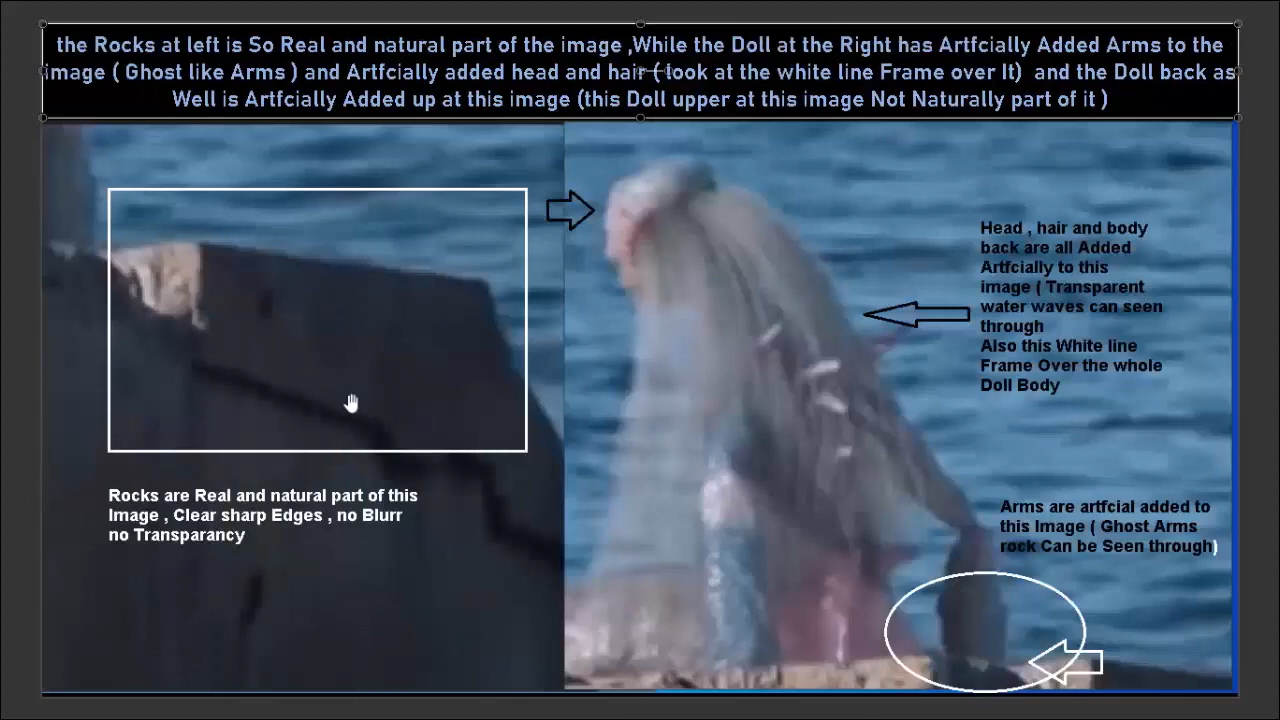 the Rocks at left is So Real and natural part of the image ,While the Doll at the Right has Artfcially Added Arms to the
image ( Ghost like Arms ) and Artfcially added head and hair ( look at the white line Frame over It)  and the Doll back as
Well is Artfcially Added up at this image (this Doll upper at this image Not Naturally part of it )
Head , hair and body
back are all Added
Artfcially to this
image ( Transparent
water waves can seen
through
Also this White line
Frame Over the whole
Doll Body
Rocks are Real and natural part of this
Image , Clear sharp Edges , no Blurr
no Transparancy
Arms are artfcial added to
this Image ( Ghost Arms
rock Can be Seen through)